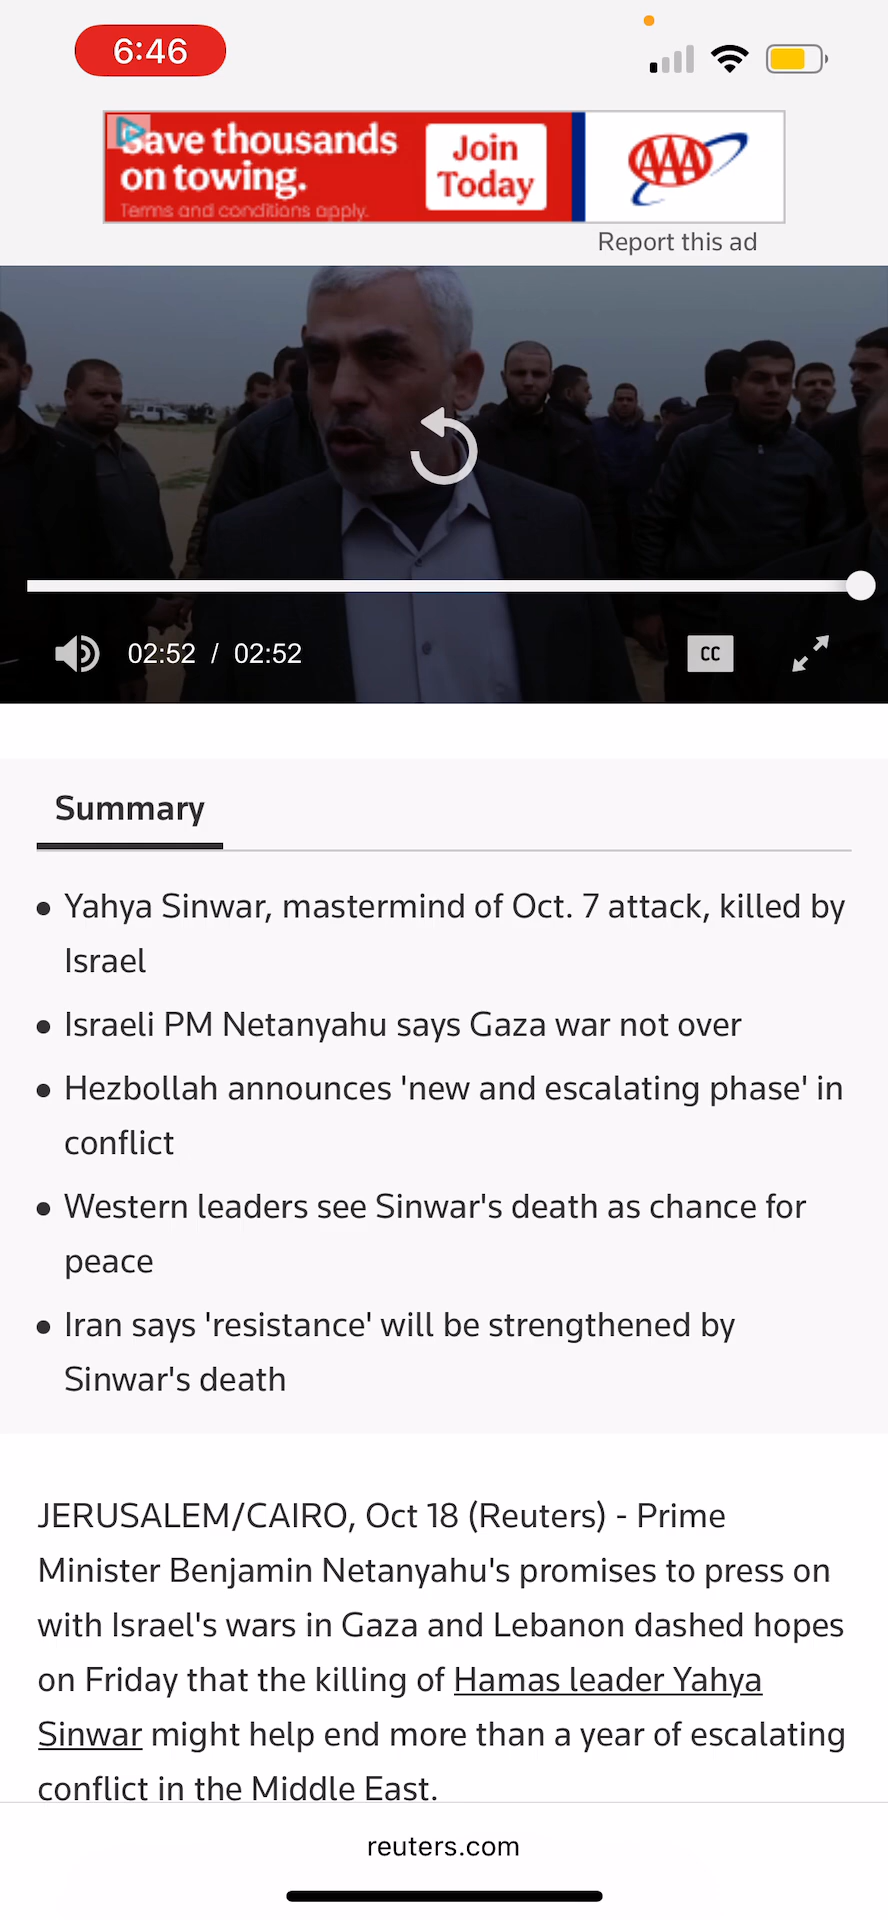 6:46
Save thousands
on towing.
Terms and conditions apply.
Join
Today
AAA
Report this ad
02:52 / 02:52
CC
Summary
• Yahya Sinwar, mastermind of Oct. 7 attack, killed by
Israel
• Israeli PM Netanyahu says Gaza war not over
• Hezbollah announces 'new and escalating phase' in
conflict
• Western leaders see Sinwar's death as chance for
peace
• Iran says 'resistance' will be strengthened by
Sinwar's death
JERUSALEM/CAIRO, Oct 18 (Reuters) - Prime
Minister Benjamin Netanyahu's promises to press on
with Israel's wars in Gaza and Lebanon dashed hopes
on Friday that the killing of Hamas leader Yahya
Sinwar might help end more than a year of escalating
conflict in the Middle East.
reuters.com